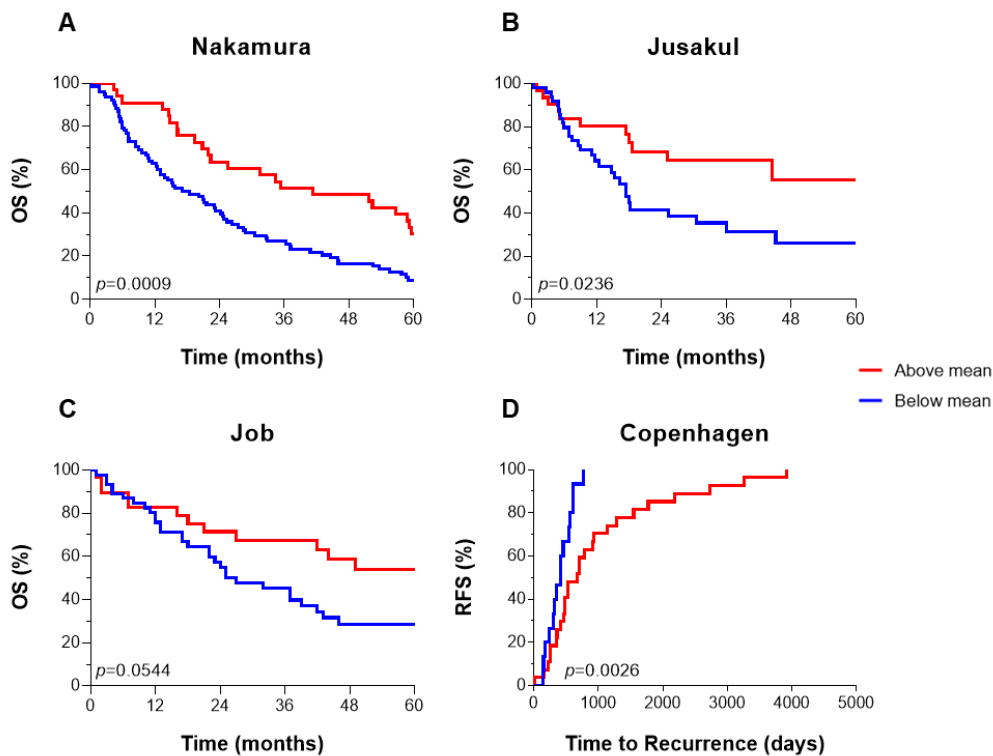 A
Nakamura
OS (%)
100
80
60
40
20
0
p=0.0009
0 12 24 36 48 60
Time (months)
B
Jusakul
OS (%)
100
80
60
40
20
0
p=0.0236
0 12 24 36 48 60
Time (months)
Above mean
Below mean
C
Job
OS (%)
100
80
60
40
20
0
p=0.0544
0 12 24 36 48 60
Time (months)
D
Copenhagen
RFS (%)
100
80
60
40
20
0
p=0.0026
0 1000 2000 3000 4000 5000
Time to Recurrence (days)